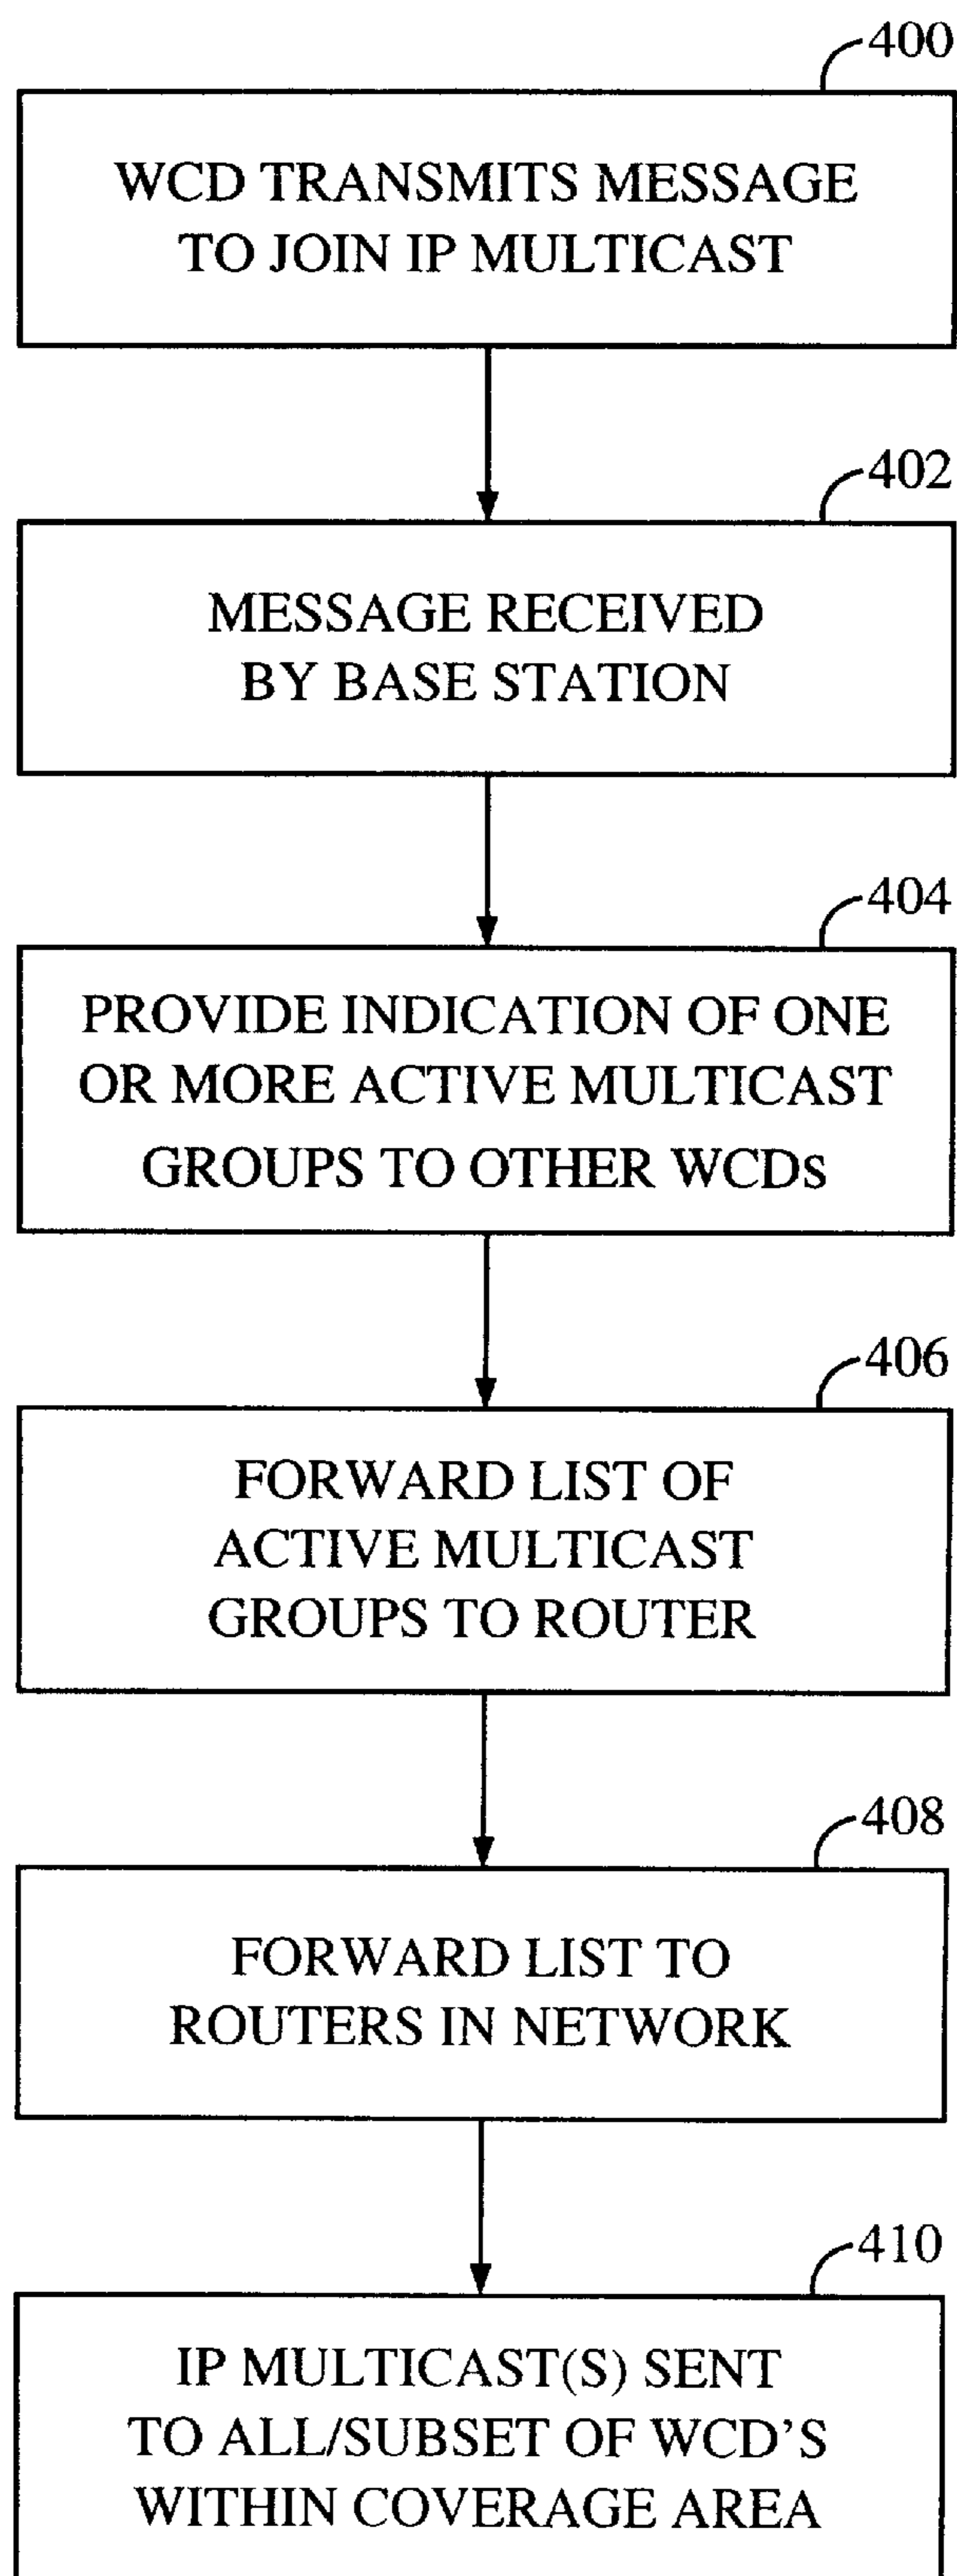 400
WCD TRANSMITS MESSAGE
TO JOIN IP MULTICAST
402
MESSAGE RECEIVED
BY BASE STATION
404
PROVIDE INDICATION OF ONE
OR MORE ACTIVE MULTICAST
GROUPS TO OTHER WCDs
406
FORWARD LIST OF
ACTIVE MULTICAST
GROUPS TO ROUTER
408
FORWARD LIST TO
ROUTERS IN NETWORK
410
IP MULTICAST(S) SENT
TO ALL/SUBSET OF WCD'S
WITHIN COVERAGE AREA